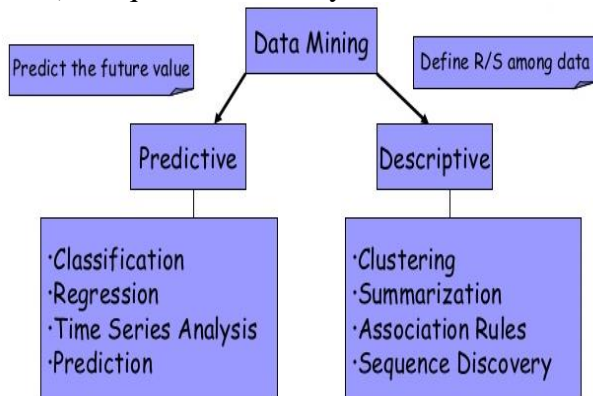 Data Mining
Predict the future value
Define R/S among data
Predictive
Descriptive
·Classification
·Regression
·Time Series Analysis
·Prediction
·Clustering
·Summarization
·Association Rules
·Sequence Discovery